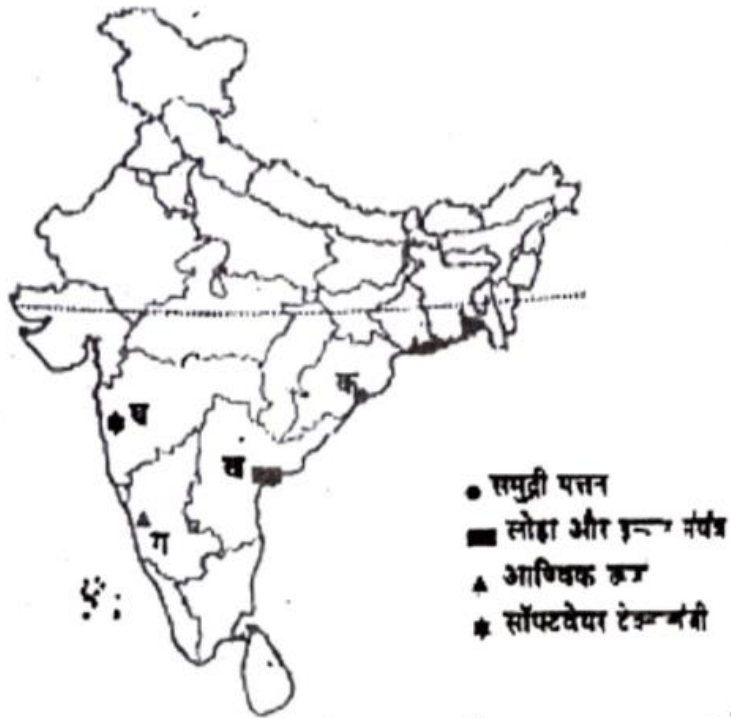 क
घ
ख
ग
समुद्री पत्तन
लोहा और
आण्विक
सॉफ्टवेयर